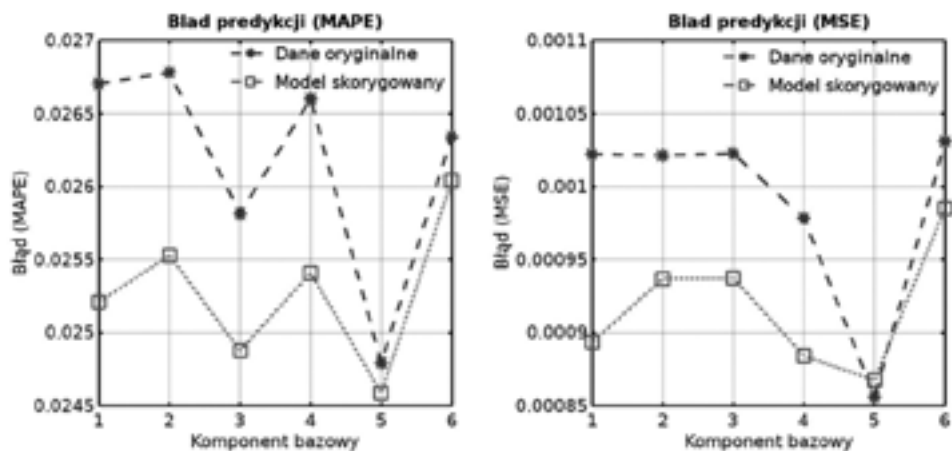 Blad predykcji (MAPE)
0.027
0.0265
0.026
0.0255
0.025
0.0245
Błąd (MAPE)
Dane oryginalne
Model skorygowany
1 2 3 4 5 6
Komponent bazowy
Blad predykcji (MSE)
0.0011
0.00105
0.001
0.00095
0.0009
0.00085
Błąd (MSE)
Dane oryginalne
Model skorygowany
1 2 3 4 5 6
Komponent bazowy